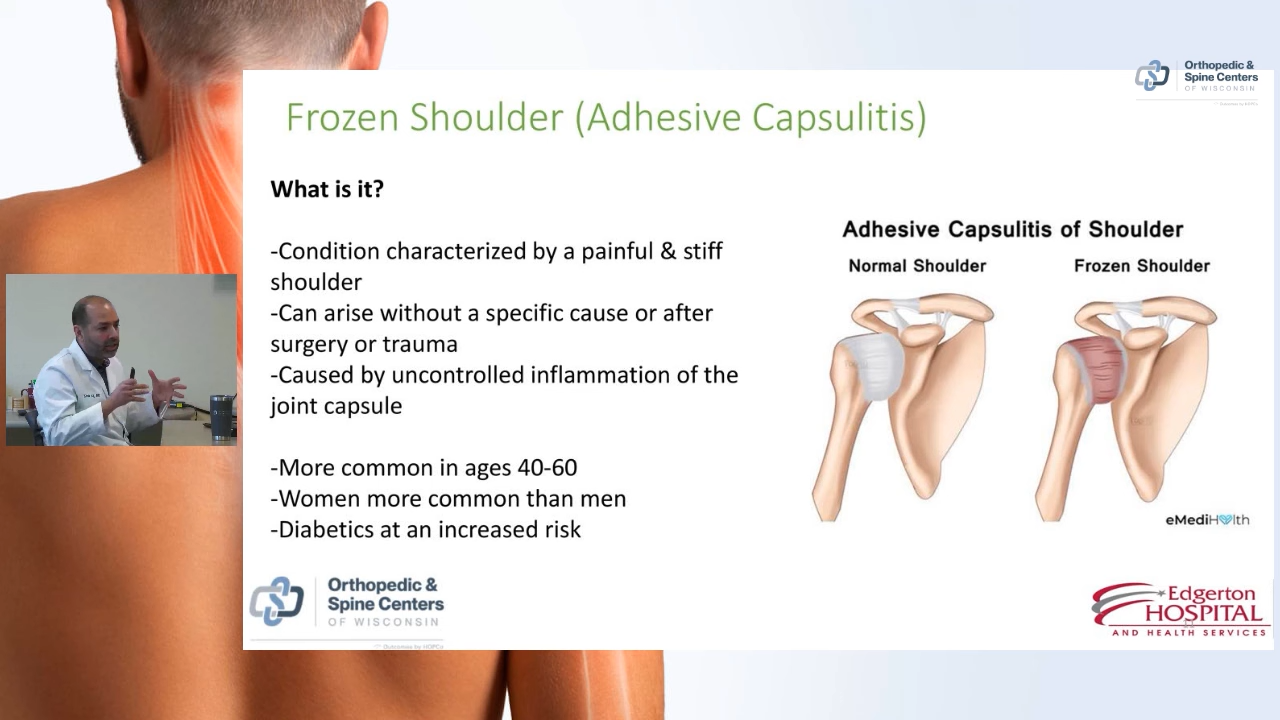 Orthopedic &
Spine Centers
OF WISCONSIN
Frozen Shoulder (Adhesive Capsulitis)
What is it?
-Condition characterized by a painful & stiff
shoulder
-Can arise without a specific cause or after
surgery or trauma
-Caused by uncontrolled inflammation of the
joint capsule
-More common in ages 40-60
-Women more common than men
-Diabetics at an increased risk
Adhesive Capsulitis of Shoulder
Normal Shoulder
Frozen Shoulder
eMediHealth
Orthopedic &
Spine Centers
OF WISCONSIN
Edgerton
HOSPITAL
AND HEALTH SERVICES